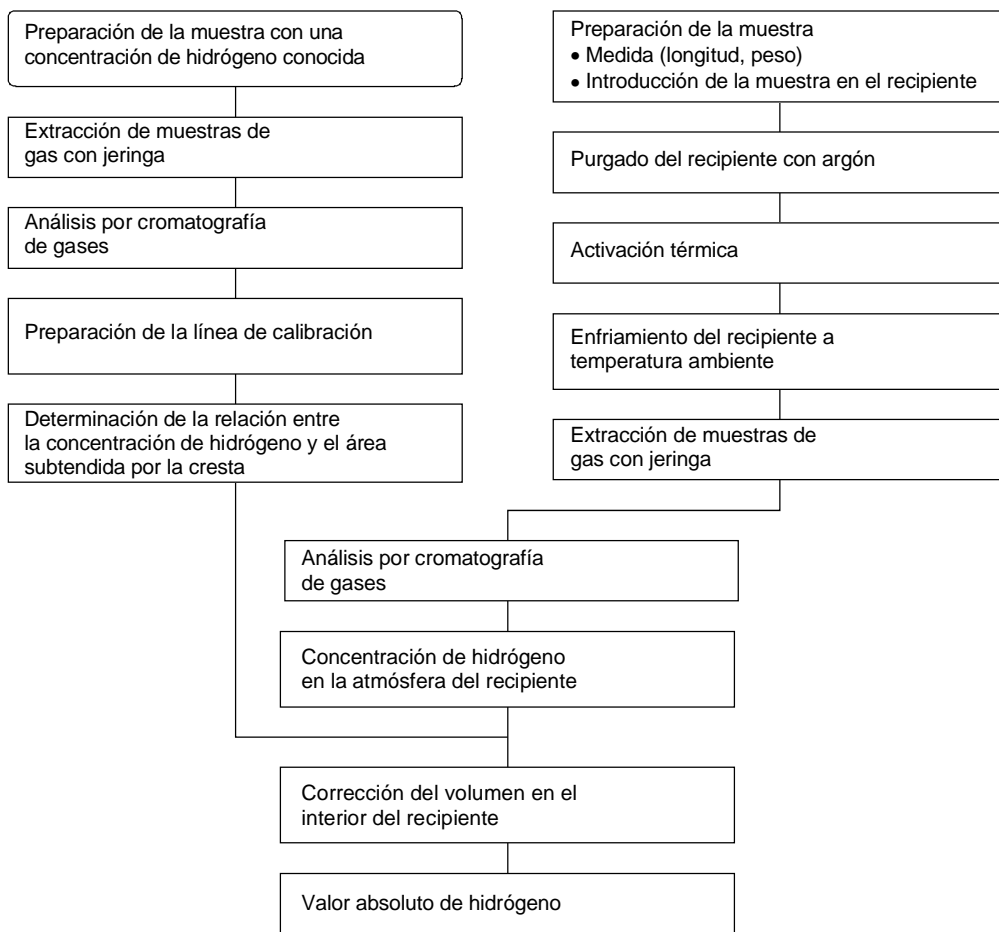 Preparación de la muestra con una
concentración de hidrógeno conocida
Extracción de muestras de
gas con jeringa
Análisis por cromatografía
de gases
Preparación de la línea de calibración
Determinación de la relación entre
la concentración de hidrógeno y el área
subtendida por la cresta
Preparación de la muestra
• Medida (longitud, peso)
• Introducción de la muestra en el recipiente
Purgado del recipiente con argón
Activación térmica
Enfriamiento del recipiente a
temperatura ambiente
Extracción de muestras de
gas con jeringa
Análisis por cromatografía
de gases
Concentración de hidrógeno
en la atmósfera del recipiente
Corrección del volumen en el
interior del recipiente
Valor absoluto de hidrógeno